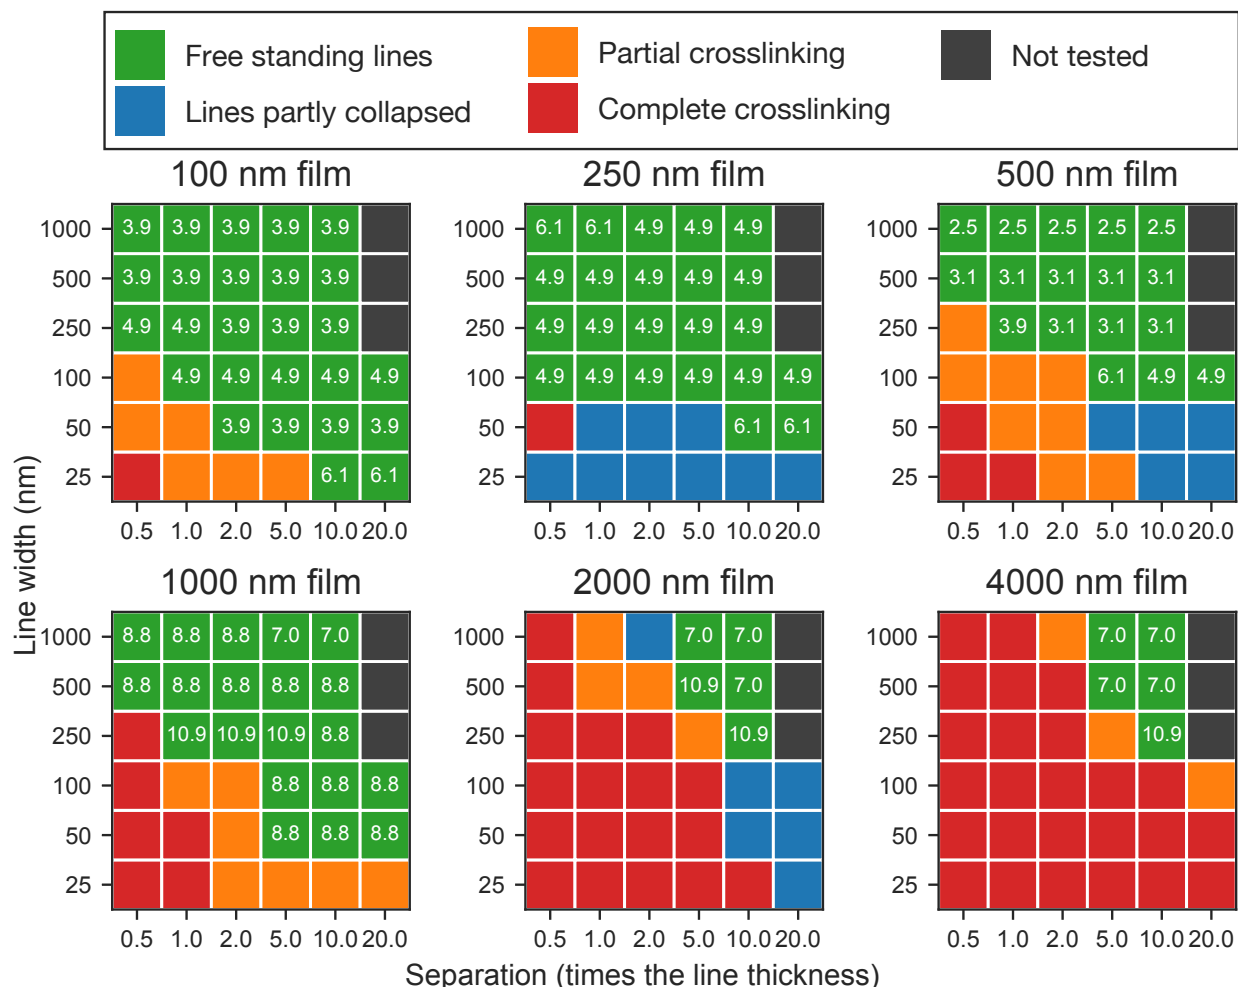 Free standing lines Partial crosslinking Not tested
Lines partly collapsed Complete crosslinking
100 nm film 250 nm film 500 nm film
1000 3.9 3.9 3.9 3.9 3.9 1000 6.1 6.1 4.9 4.9 4.9 1000 2.5 2.5 2.5 2.5 2.5
500 3.9 3.9 3.9 3.9 3.9 500 4.9 4.9 4.9 4.9 4.9 500 3.1 3.1 3.1 3.1 3.1
250 4.9 4.9 3.9 3.9 3.9 250 4.9 4.9 4.9 4.9 4.9 250 3.9 3.1 3.1 3.1
100 4.9 4.9 4.9 4.9 4.9 100 4.9 4.9 4.9 4.9 4.9 4.9 100 6.1 4.9 4.9
50 3.9 3.9 3.9 3.9 50 6.1 6.1 50
25 6.1 6.1 25 25
0.5 1.0 2.0 5.0 10.0 20.0 0.5 1.0 2.0 5.0 10.0 20.0 0.5 1.0 2.0 5.0 10.0 20.0
Line width (nm)
1000 nm film 2000 nm film 4000 nm film
1000 8.8 8.8 8.8 7.0 7.0 1000 7.0 7.0 1000 7.0 7.0
500 8.8 8.8 8.8 8.8 8.8 500 10.9 7.0 500 7.0 7.0
250 10.9 10.9 10.9 8.8 250 10.9 250 10.9
100 8.8 8.8 8.8 100 100
50 8.8 8.8 8.8 50 50
25 25 25
0.5 1.0 2.0 5.0 10.0 20.0 0.5 1.0 2.0 5.0 10.0 20.0 0.5 1.0 2.0 5.0 10.0 20.0
Separation (times the line thickness)